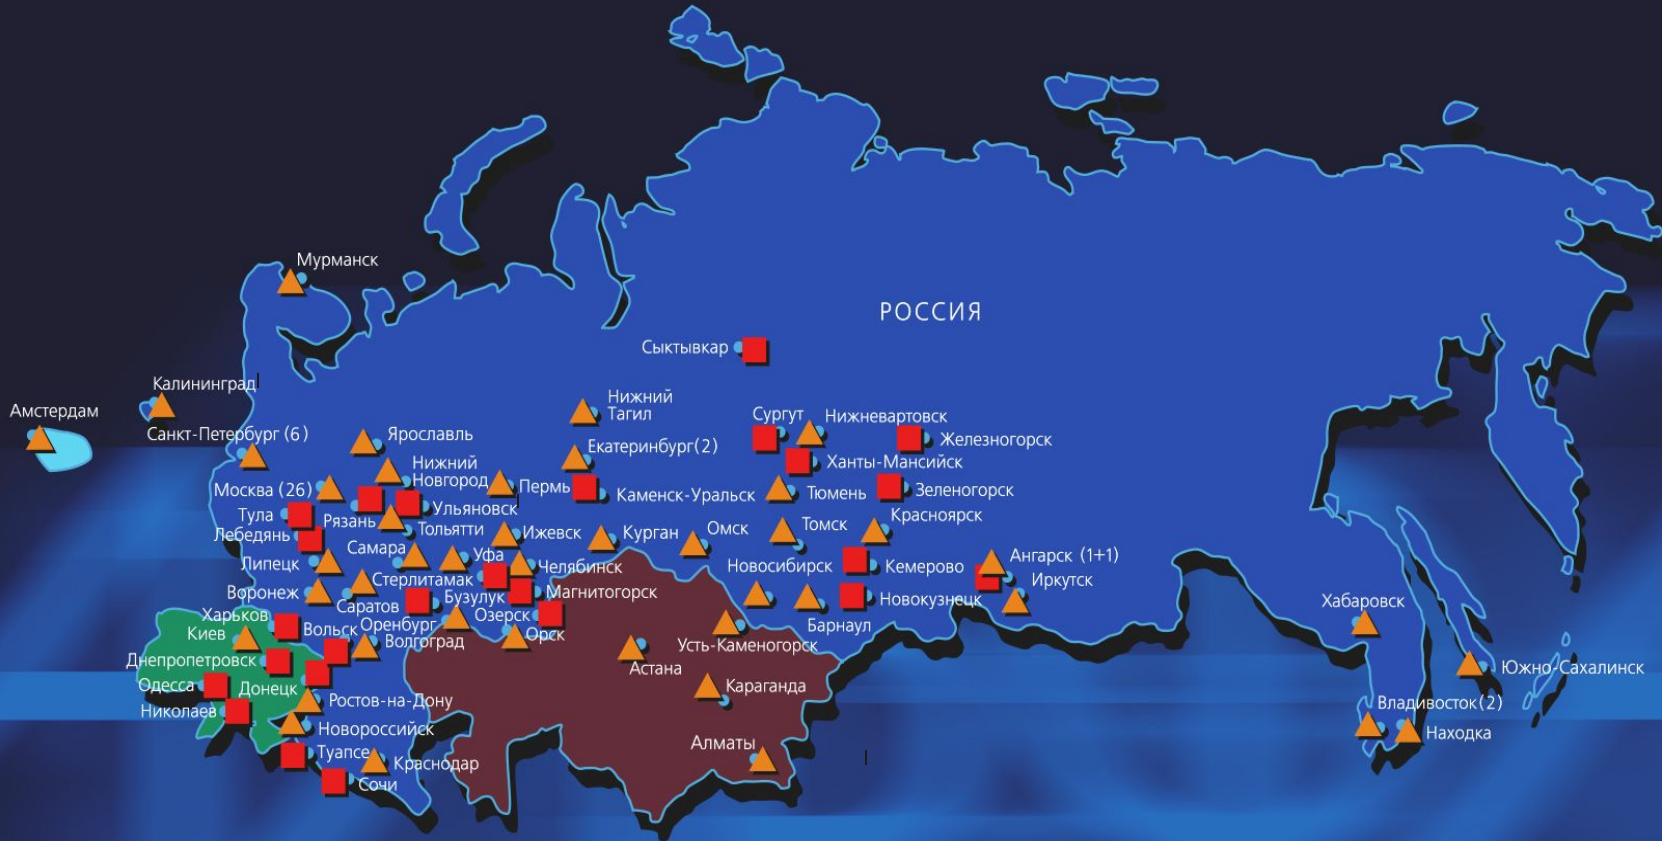 Мурманск
РОССИЯ
Сыктывкар
Калининград
Амстердам
Нижний
Тагил
Санкт-Петербург (6)
Ярославль
Сургут
Нижневартовск
Железногорск
Екатеринбург(2)
Нижний
Новгород
Ханты-Мансийск
Москва (26)
Пермь
Каменск-Уральск
Тюмень
Зеленогорск
Тула
Рязань
Ульяновск
Тольятти
Лебедянь
Ижевск
Курган
Омск
Томск
Красноярск
Самара
Уфа
Липецк
Челябинск
Новосибирск
Кемерово
Ангарск (1+1)
Иркутск
Стерлитамак
Воронеж
Саратов
Бузулук
Магнитогорск
Новокузнецк
Хабаровск
Харьков
Вольск
Оренбург
Озерск
Барнаул
Киев
Волгоград
Орск
Усть-Каменогорск
Днепропетровск
Астана
Южно-Сахалинск
Одесса
Донецк
Караганда
Николаев
Ростов-на-Дону
Владивосток(2)
Новороссийск
Находка
Туапсе
Алматы
Краснодар
Сочи